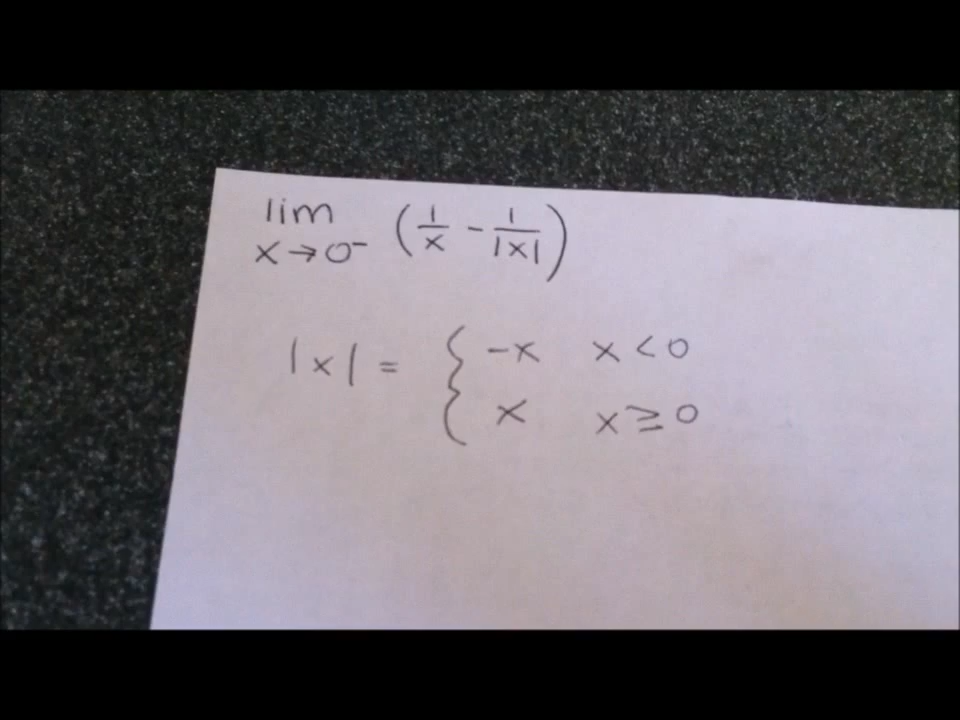 lim x→0⁻ (1/x - 1/|x|)
|x| = { -x x<0
x x≥0